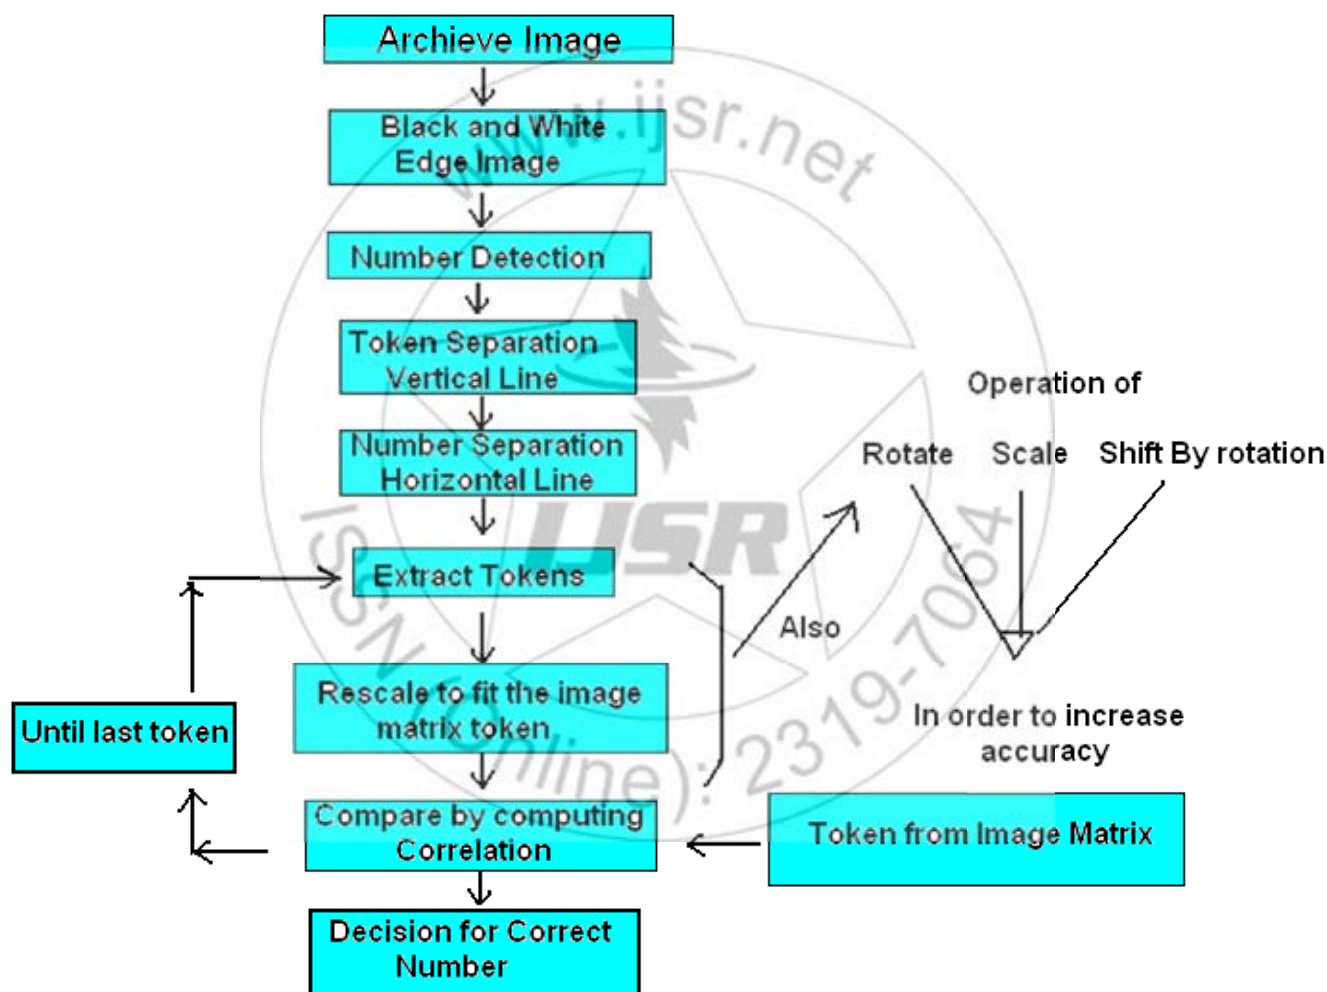 Archieve Image
Black and White
Edge Image
Number Detection
Token Separation
Vertical Line
Number Separation
Horizontal Line
Extract Tokens
Rescale to fit the image
matrix token
Until last token
Compare by computing
Correlation
Decision for Correct
Number
Also
Operation of
Rotate Scale Shift By rotation
In order to increase
accuracy
Token from Image Matrix
www.ijsr.net
IJSR
ISSN (Online): 2319-7064